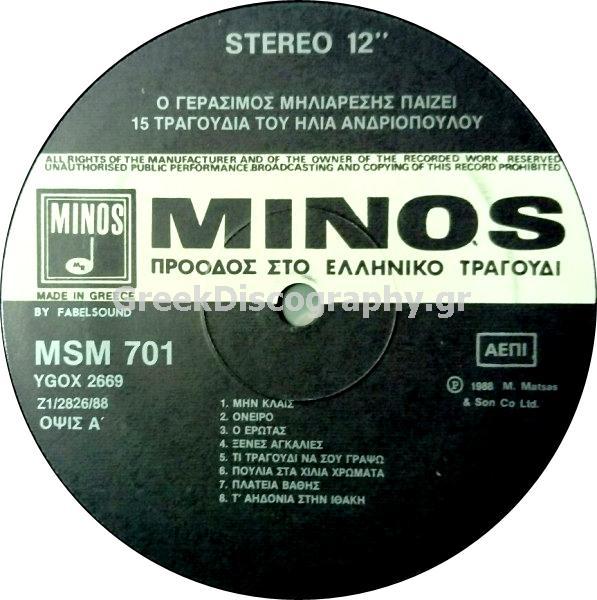 STEREO 12"
Ο ΓΕΡΑΣΙΜΟΣ ΜΗΛΙΑΡΕΣΗΣ ΠΑΙΖΕΙ
15 ΤΡΑΓΟΥΔΙΑ ΤΟΥ ΗΛΙΑ ΑΝΔΡΙΟΠΟΥΛΟΥ
ALL RIGHTS OF THE MANUFACTURER AND OF THE OWNER OF THE RECORDED WORK RESERVED
UNAUTHORISED PUBLIC PERFORMANCE.BROADCASTING AND COPYING OF THIS RECORD PROHIBITED
MINOS
MINOS
ΠΡΟΟΔΟΣ ΣΤΟ ΕΛΛΗΝΙΚΟ ΤΡΑΓΟΥΔΙ
MADE IN GREECE
GreekDiscography.gr
BY FABELSOUND
MSM 701
YGOX 2669
Ζ1/2826/88
ΟΨΙΣ Α΄
ΑΕΠΙ
Ⓟ 1988 M. Matsas
& Son Co Ltd.
1. ΜΗΝ ΚΛΑΙΣ
2. ΟΝΕΙΡΟ
3. Ο ΕΡΩΤΑΣ
4. ΞΕΝΕΣ ΑΓΚΑΛΙΕΣ
5. ΤΙ ΤΡΑΓΟΥΔΙ ΝΑ ΣΟΥ ΓΡΑΨΩ
6. ΠΟΥΛΙΑ ΣΤΑ ΧΙΛΙΑ ΧΡΩΜΑΤΑ
7. ΠΛΑΤΕΙΑ ΒΑΘΗΣ
8. Τ' ΑΗΔΟΝΙΑ ΣΤΗΝ ΙΘΑΚΗ